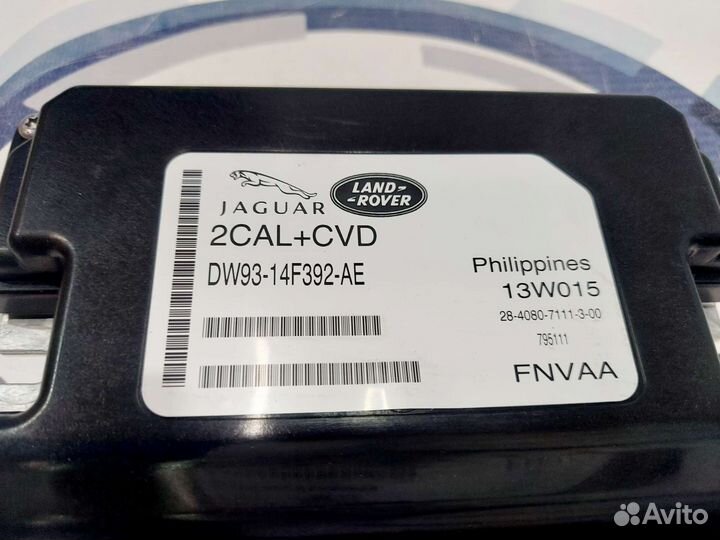 JAGUAR
LAND-
-ROVER
2CAL+CVD
DW93-14F392-AE
Philippines
13W015
28-4080-7111-3-00
795111
FNVAA
Avito